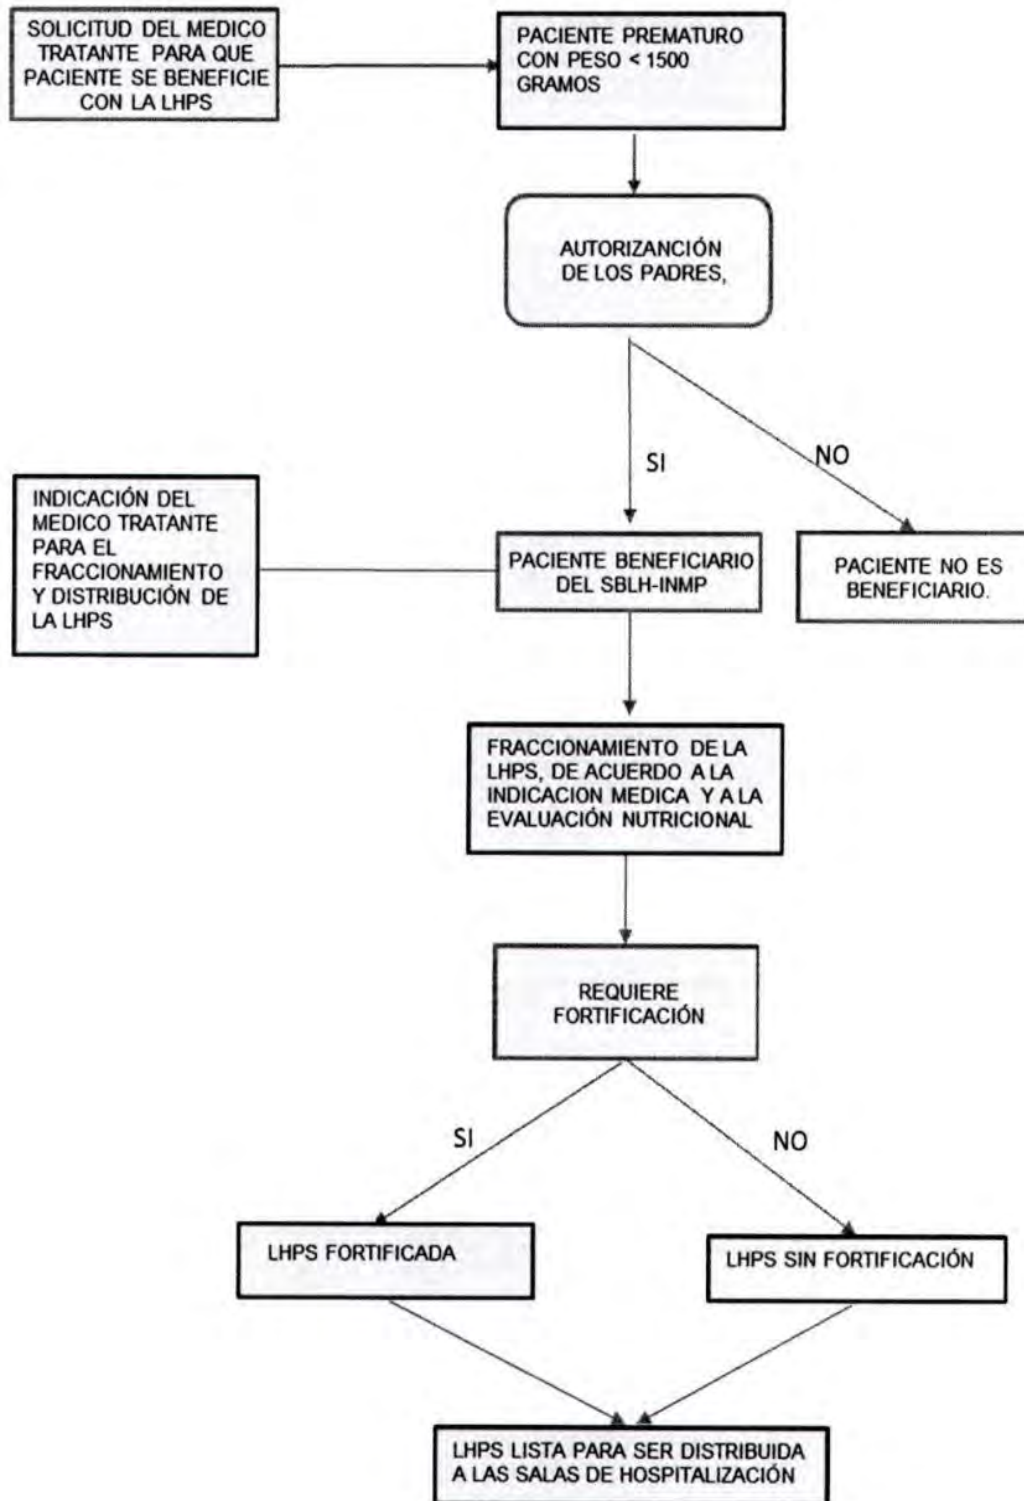 SOLICITUD DEL MEDICO
TRATANTE PARA QUE
PACIENTE SE BENEFICIE
CON LA LHPS
PACIENTE PREMATURO
CON PESO < 1500
GRAMOS
AUTORIZANCIÓN
DE LOS PADRES,
SI
NO
INDICACIÓN DEL
MEDICO TRATANTE
PARA EL
FRACCIONAMIENTO
Y DISTRIBUCIÓN DE
LA LHPS
PACIENTE BENEFICIARIO
DEL SBLH-INMP
PACIENTE NO ES
BENEFICIARIO.
FRACCIONAMIENTO DE LA
LHPS, DE ACUERDO A LA
INDICACION MEDICA Y A LA
EVALUACIÓN NUTRICIONAL
REQUIERE
FORTIFICACIÓN
SI
NO
LHPS FORTIFICADA
LHPS SIN FORTIFICACIÓN
LHPS LISTA PARA SER DISTRIBUIDA
A LAS SALAS DE HOSPITALIZACIÓN